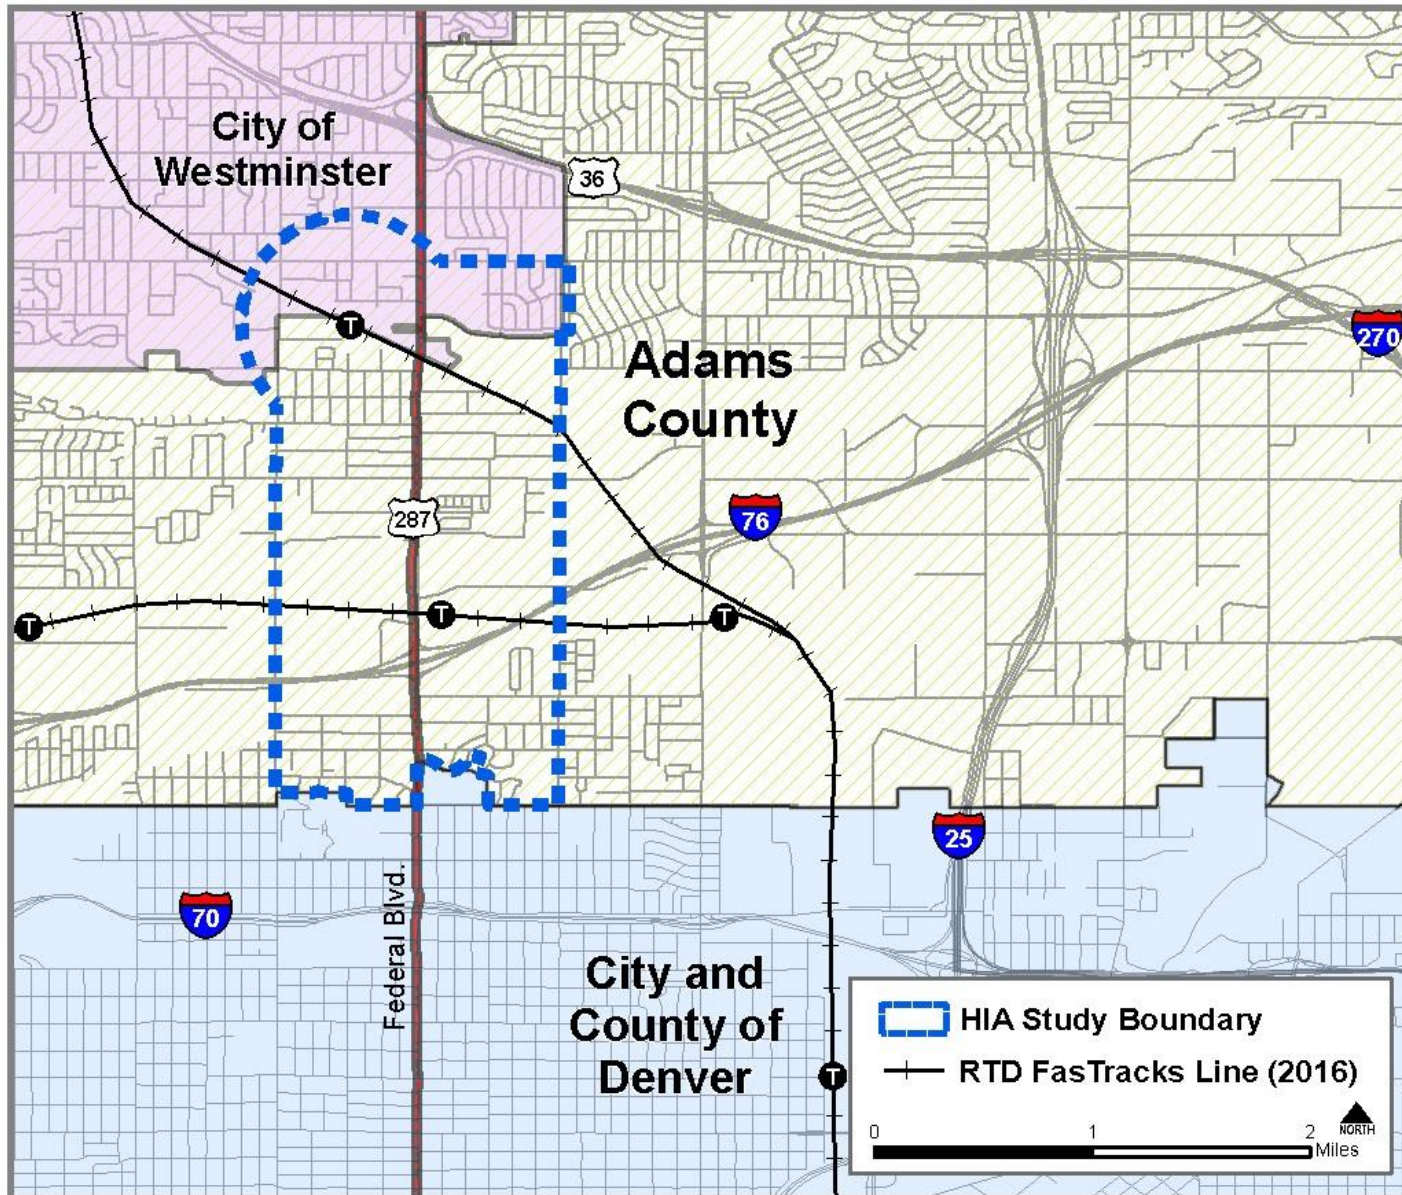 City of
Westminster
36
270
Adams
County
287
76
T
T
T
T
25
70
Federal Blvd.
City and
County of
Denver
T
HIA Study Boundary
RTD FasTracks Line (2016)
NORTH
0 1 2
Miles